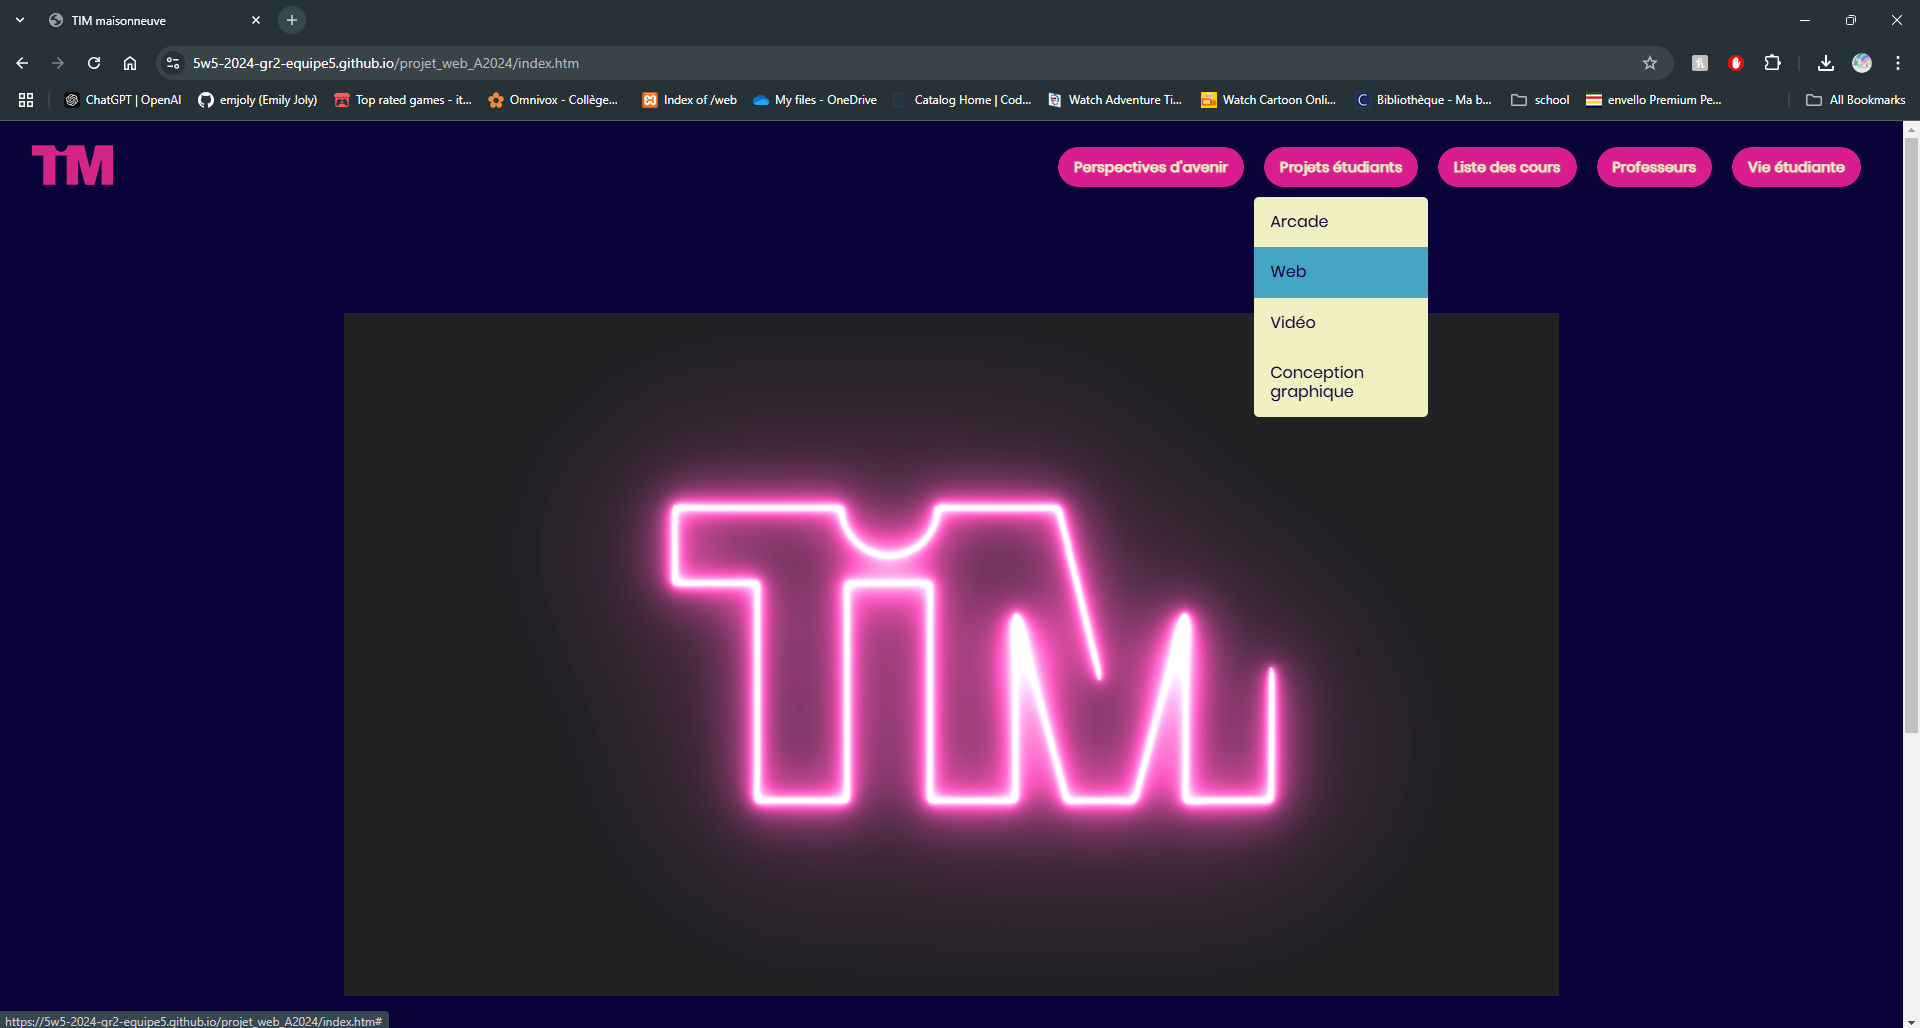 TIM maisonneuve
5w5-2024-gr2-equipe5.github.io/projet_web_A2024/index.htm
ChatGPT | OpenAI
emjoly (Emily Joly)
Top rated games - it...
Omnivox - Collège...
Index of /web
My files - OneDrive
Catalog Home | Cod...
Watch Adventure Ti...
Watch Cartoon Onli...
Bibliothèque - Ma b...
school
envello Premium Pe...
All Bookmarks
TiM
Perspectives d'avenir
Projets étudiants
Liste des cours
Professeurs
Vie étudiante
Arcade
Web
Vidéo
Conception
graphique
TiM
https://5w5-2024-gr2-equipe5.github.io/projet_web_A2024/index.htm#